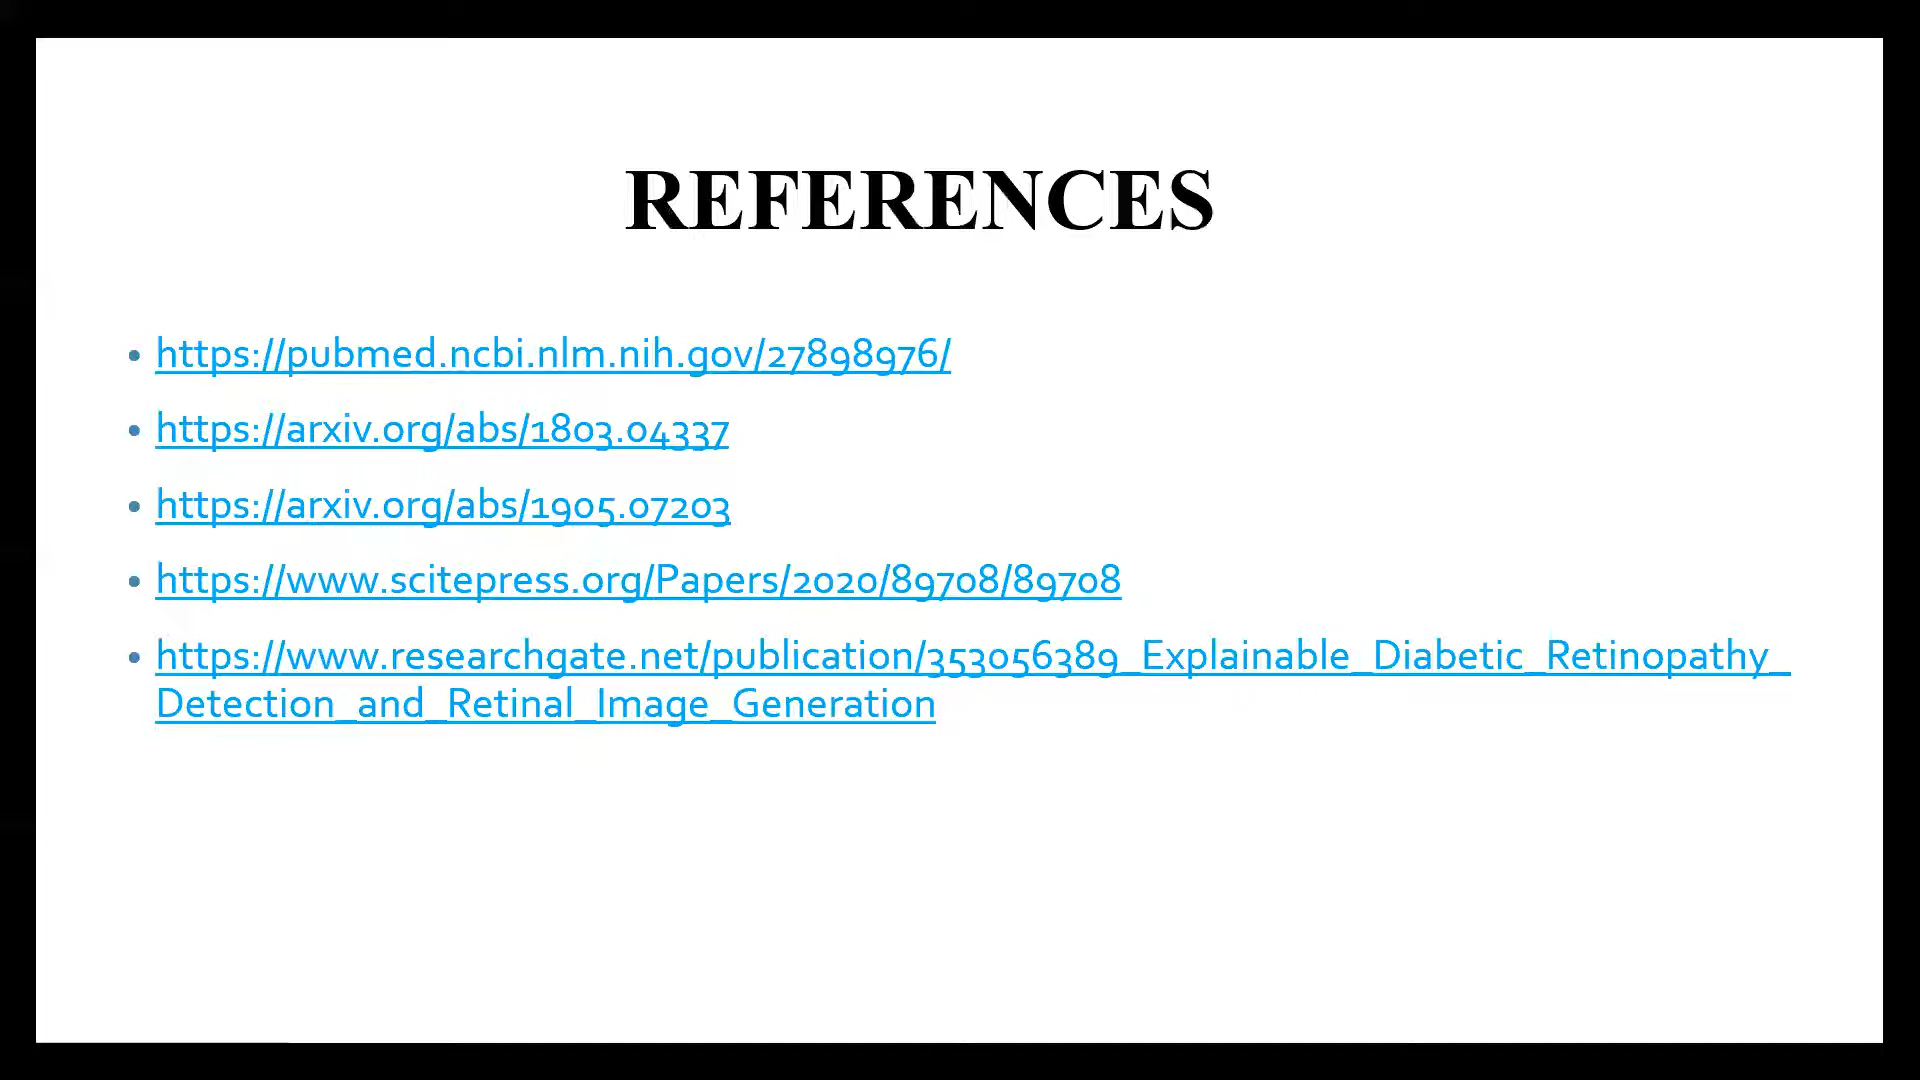 REFERENCES
• https://pubmed.ncbi.nlm.nih.gov/27898976/
• https://arxiv.org/abs/1803.04337
• https://arxiv.org/abs/1905.07203
• https://www.scitepress.org/Papers/2020/89708/89708
• https://www.researchgate.net/publication/353056389_Explainable_Diabetic_Retinopathy_
Detection_and_Retinal_Image_Generation